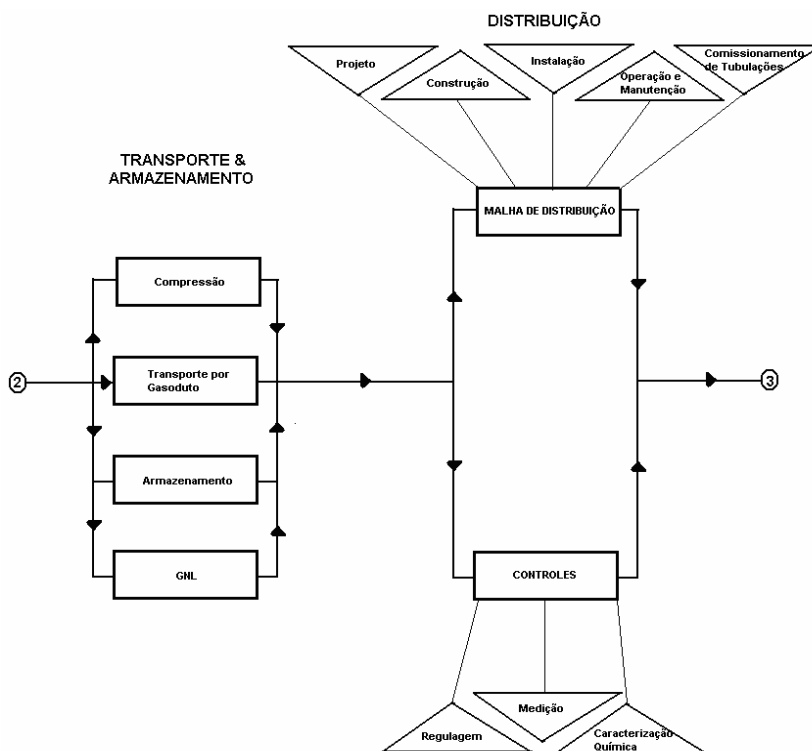 DISTRIBUIÇÃO
Projeto
Construção
Instalação
Operação e
Manutenção
Comissionamento
de Tubulações
TRANSPORTE &
ARMAZENAMENTO
MALHA DE DISTRIBUIÇÃO
Compressão
2
Transporte por
Gasoduto
3
Armazenamento
GNL
CONTROLES
Regulagem
Medição
Caracterização
Química